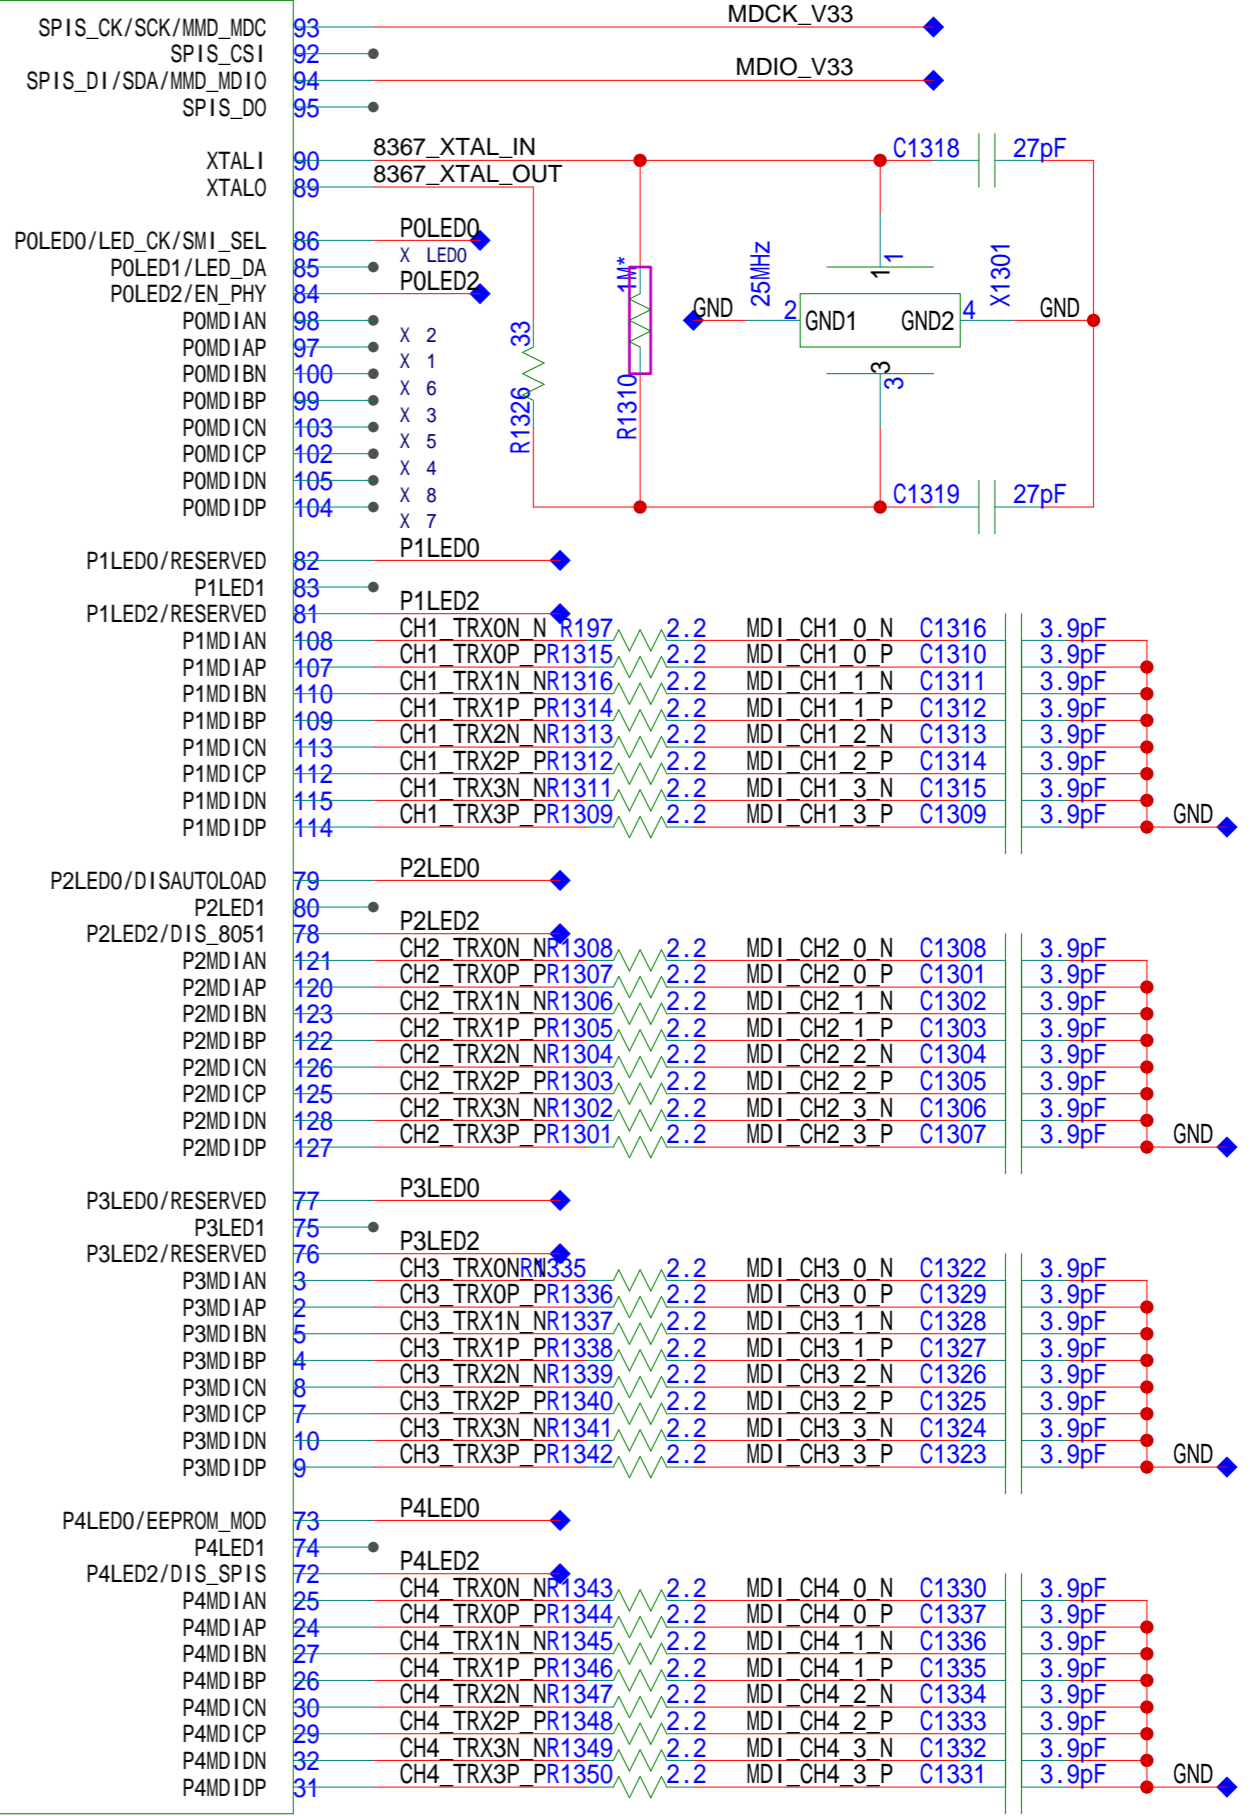 SPIS_CK/SCK/MMD_MDC 93 MDCK_V33
SPIS_CSI 92
SPIS_DI/SDA/MMD_MDIO 94 MDIO_V33
SPIS_DO 95
XTALI 90 8367_XTAL_IN C1318 27pF
XTALO 89 8367_XTAL_OUT
P0LED0/LED_CK/SMI_SEL 86 P0LED0
X LED0
P0LED1/LED_DA 85
P0LED2/EN_PHY 84 P0LED2
1M* R1310
33 R1326
25MHz X1301
1 1
GND 2 GND1 GND2 4 GND
3 3
P0MDIAN 98
X 2
P0MDIAP 97
X 1
P0MDIBN 100
X 6
P0MDIBP 99
X 3
P0MDICN 103
X 5
P0MDICP 102
X 4
P0MDIDN 105
X 8
P0MDIDP 104 C1319 27pF
X 7
P1LED0/RESERVED 82 P1LED0
P1LED1 83
P1LED2/RESERVED 81 P1LED2
P1MDIAN 108 CH1_TRX0N_N R197 2.2 MDI_CH1_0_N C1316 3.9pF
P1MDIAP 107 CH1_TRX0P_P R1315 2.2 MDI_CH1_0_P C1310 3.9pF
P1MDIBN 110 CH1_TRX1N_N R1316 2.2 MDI_CH1_1_N C1311 3.9pF
P1MDIBP 109 CH1_TRX1P_P R1314 2.2 MDI_CH1_1_P C1312 3.9pF
P1MDICN 113 CH1_TRX2N_N R1313 2.2 MDI_CH1_2_N C1313 3.9pF
P1MDICP 112 CH1_TRX2P_P R1312 2.2 MDI_CH1_2_P C1314 3.9pF
P1MDIDN 115 CH1_TRX3N_N R1311 2.2 MDI_CH1_3_N C1315 3.9pF
P1MDIDP 114 CH1_TRX3P_P R1309 2.2 MDI_CH1_3_P C1309 3.9pF GND
P2LED0/DISAUTOLOAD 79 P2LED0
P2LED1 80
P2LED2/DIS_8051 78 P2LED2
P2MDIAN 121 CH2_TRX0N_N R1308 2.2 MDI_CH2_0_N C1308 3.9pF
P2MDIAP 120 CH2_TRX0P_P R1307 2.2 MDI_CH2_0_P C1301 3.9pF
P2MDIBN 123 CH2_TRX1N_N R1306 2.2 MDI_CH2_1_N C1302 3.9pF
P2MDIBP 122 CH2_TRX1P_P R1305 2.2 MDI_CH2_1_P C1303 3.9pF
P2MDICN 126 CH2_TRX2N_N R1304 2.2 MDI_CH2_2_N C1304 3.9pF
P2MDICP 125 CH2_TRX2P_P R1303 2.2 MDI_CH2_2_P C1305 3.9pF
P2MDIDN 128 CH2_TRX3N_N R1302 2.2 MDI_CH2_3_N C1306 3.9pF
P2MDIDP 127 CH2_TRX3P_P R1301 2.2 MDI_CH2_3_P C1307 3.9pF GND
P3LED0/RESERVED 77 P3LED0
P3LED1 75
P3LED2/RESERVED 76 P3LED2
P3MDIAN 3 CH3_TRX0N_N R1335 2.2 MDI_CH3_0_N C1322 3.9pF
P3MDIAP 2 CH3_TRX0P_P R1336 2.2 MDI_CH3_0_P C1329 3.9pF
P3MDIBN 5 CH3_TRX1N_N R1337 2.2 MDI_CH3_1_N C1328 3.9pF
P3MDIBP 4 CH3_TRX1P_P R1338 2.2 MDI_CH3_1_P C1327 3.9pF
P3MDICN 8 CH3_TRX2N_N R1339 2.2 MDI_CH3_2_N C1326 3.9pF
P3MDICP 7 CH3_TRX2P_P R1340 2.2 MDI_CH3_2_P C1325 3.9pF
P3MDIDN 10 CH3_TRX3N_N R1341 2.2 MDI_CH3_3_N C1324 3.9pF
P3MDIDP 9 CH3_TRX3P_P R1342 2.2 MDI_CH3_3_P C1323 3.9pF GND
P4LED0/EEPROM_MOD 73 P4LED0
P4LED1 74
P4LED2/DIS_SPIS 72 P4LED2
P4MDIAN 25 CH4_TRX0N_N R1343 2.2 MDI_CH4_0_N C1330 3.9pF
P4MDIAP 24 CH4_TRX0P_P R1344 2.2 MDI_CH4_0_P C1337 3.9pF
P4MDIBN 27 CH4_TRX1N_N R1345 2.2 MDI_CH4_1_N C1336 3.9pF
P4MDIBP 26 CH4_TRX1P_P R1346 2.2 MDI_CH4_1_P C1335 3.9pF
P4MDICN 30 CH4_TRX2N_N R1347 2.2 MDI_CH4_2_N C1334 3.9pF
P4MDICP 29 CH4_TRX2P_P R1348 2.2 MDI_CH4_2_P C1333 3.9pF
P4MDIDN 32 CH4_TRX3N_N R1349 2.2 MDI_CH4_3_N C1332 3.9pF
P4MDIDP 31 CH4_TRX3P_P R1350 2.2 MDI_CH4_3_P C1331 3.9pF GND